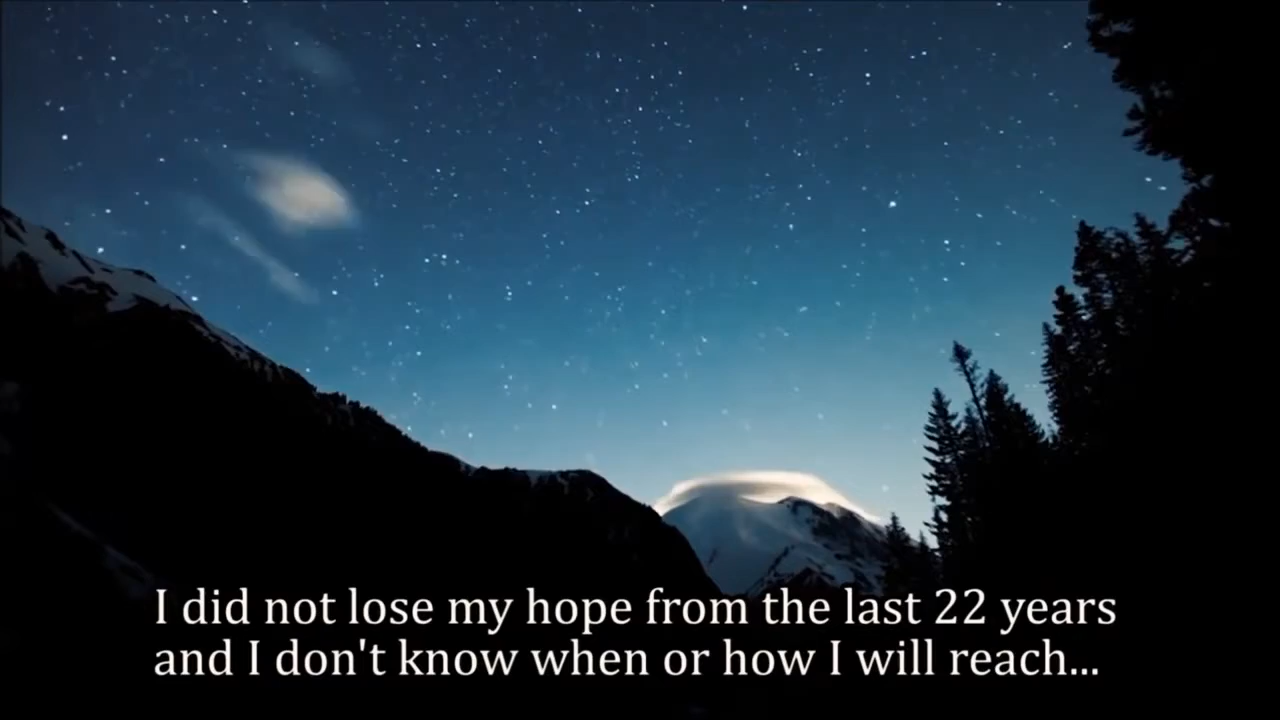 I did not lose my hope from the last 22 years
and I don't know when or how I will reach...